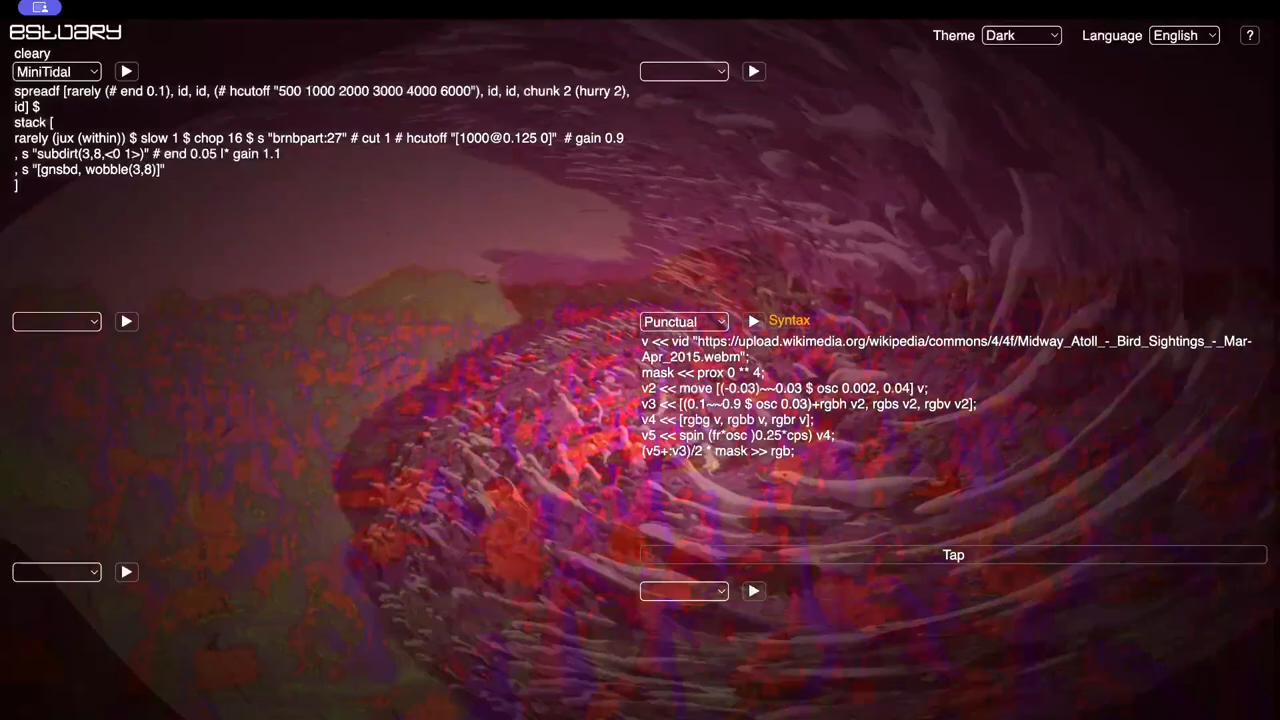 estuary
Theme Dark Language English ?
cleary
MiniTidal
spreadf [rarely (# end 0.1), id, id, (# hcutoff "500 1000 2000 3000 4000 6000"), id, id, chunk 2 (hurry 2),
id] $
stack [
rarely (jux (within)) $ slow 1 $ chop 16 $ s "brnbpart:27" # cut 1 # hcutoff "[1000@0.125 0]" # gain 0.9
, s "subdirt(3,8,<0 1>)" # end 0.05 |* gain 1.1
, s "[gnsbd, wobble(3,8)]"
]
Punctual Syntax
v << vid "https://upload.wikimedia.org/wikipedia/commons/4/4f/Midway_Atoll_-_Bird_Sightings_-_Mar-
Apr_2015.webm";
mask << prox 0 ** 4;
v2 << move [(-0.03)~~0.03 $ osc 0.002, 0.04] v;
v3 << [(0.1~~0.9 $ osc 0.03)+rgbh v2, rgbs v2, rgbv v2];
v4 << [rgbg v, rgbb v, rgbr v];
v5 << spin (fr*osc )0.25*cps) v4;
(v5+:v3)/2 * mask >> rgb;
Tap